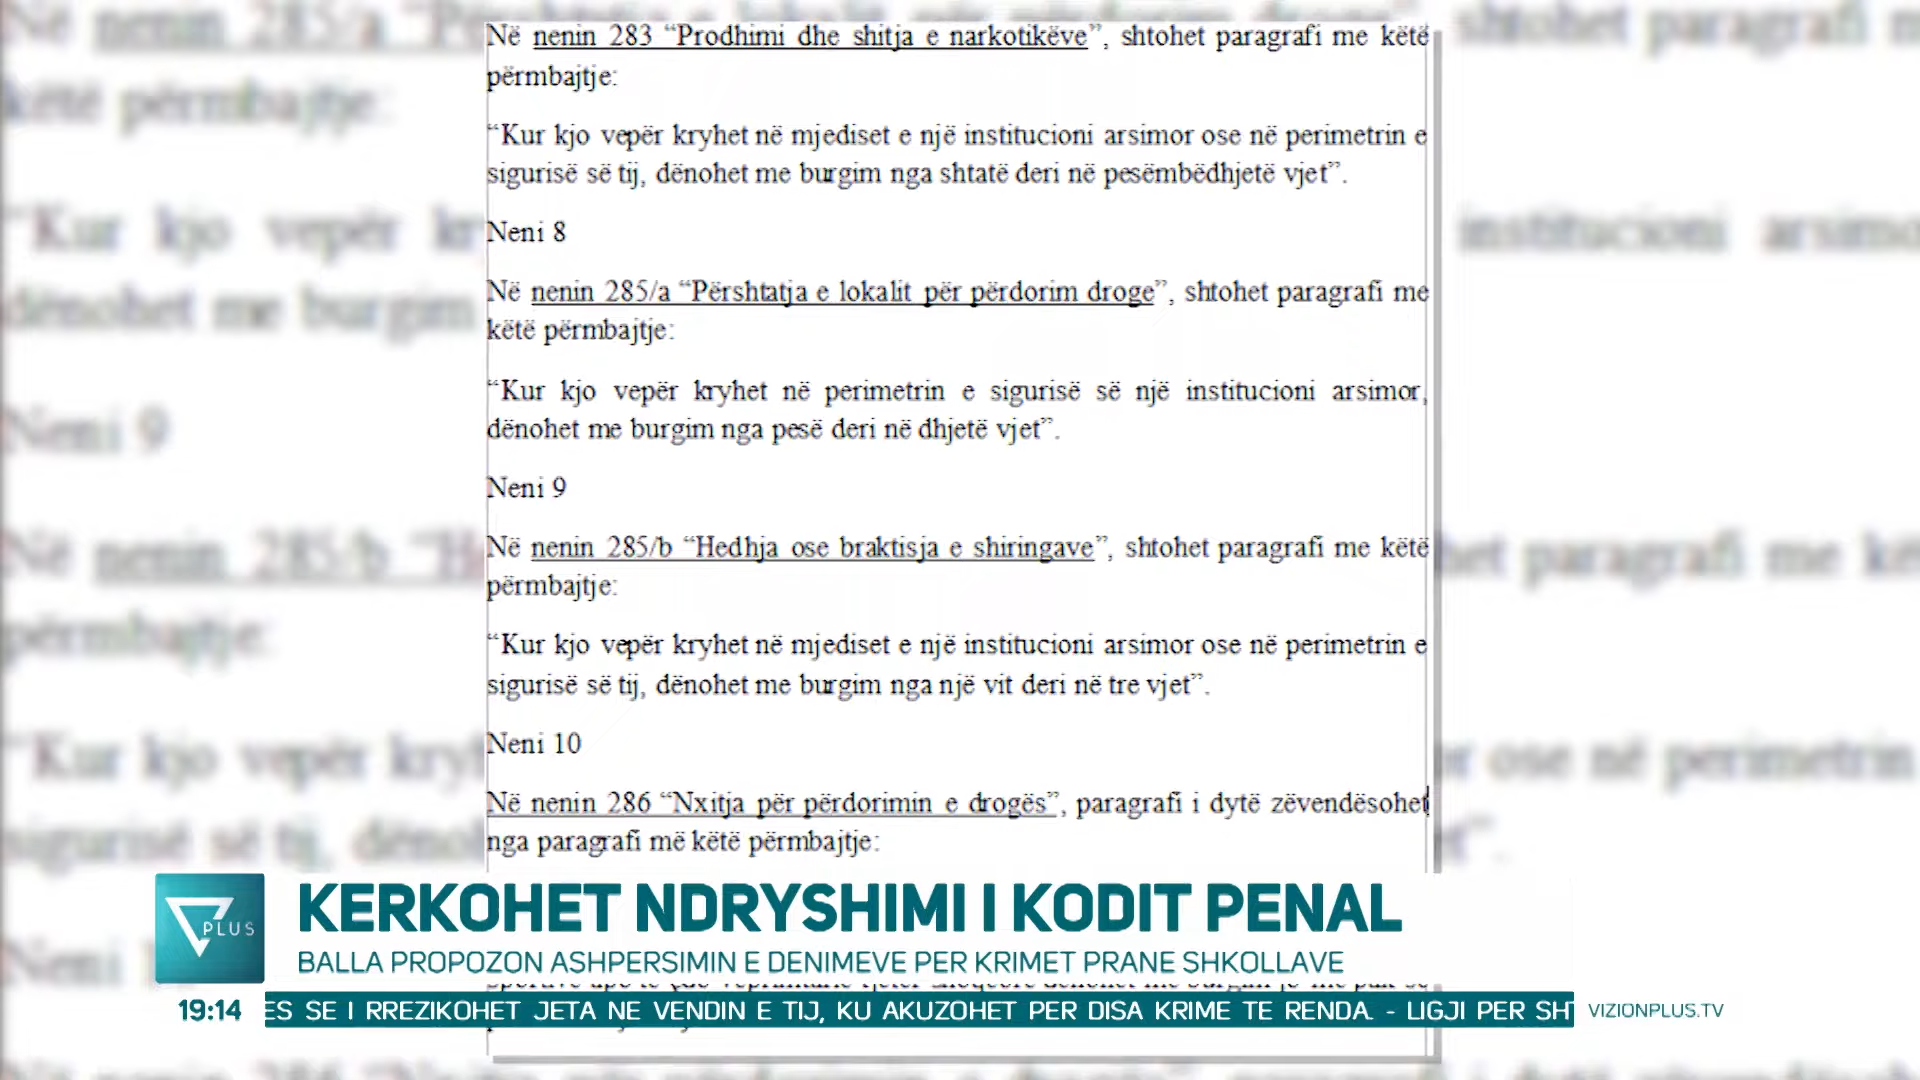 Në nenin 283 “Prodhimi dhe shitja e narkotikëve”, shtohet paragrafi me këtë
përmbajtje:
“Kur kjo vepër kryhet në mjediset e një institucioni arsimor ose në perimetrin e
sigurisë së tij, dënohet me burgim nga shtatë deri në pesëmbëdhjetë vjet”.
Neni 8
Në nenin 285/a “Përshtatja e lokalit për përdorim droge”, shtohet paragrafi me
këtë përmbajtje:
“Kur kjo vepër kryhet në perimetrin e sigurisë së një institucioni arsimor,
dënohet me burgim nga pesë deri në dhjetë vjet”.
Neni 9
Në nenin 285/b “Hedhja ose braktisja e shiringave”, shtohet paragrafi me këtë
përmbajtje:
“Kur kjo vepër kryhet në mjediset e një institucioni arsimor ose në perimetrin e
sigurisë së tij, dënohet me burgim nga një vit deri në tre vjet”.
Neni 10
Në nenin 286 “Nxitja për përdorimin e drogës”, paragrafi i dytë zëvendësohet
nga paragrafi më këtë përmbajtje:
PLUS
KERKOHET NDRYSHIMI I KODIT PENAL
BALLA PROPOZON ASHPERSIMIN E DENIMEVE PER KRIMET PRANE SHKOLLAVE
19:14 ES SE I RREZIKOHET JETA NE VENDIN E TIJ, KU AKUZOHET PER DISA KRIME TE RENDA. - LIGJI PER SHT VIZIONPLUS.TV